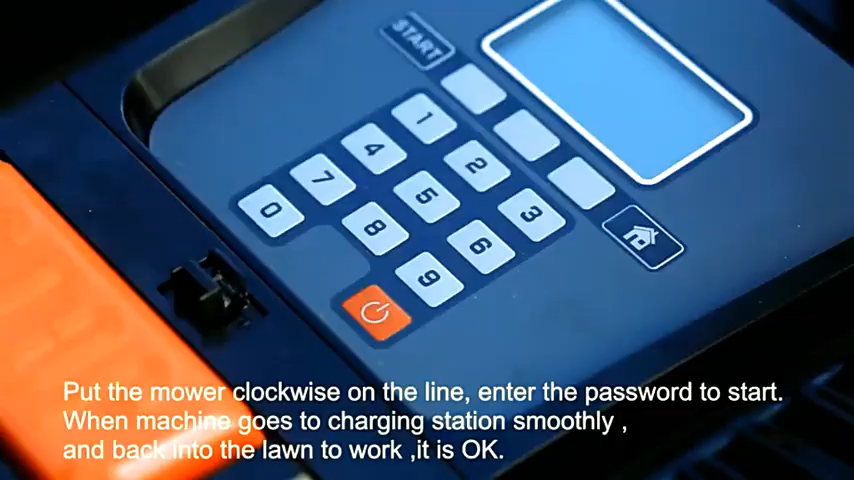 START
1
2
3
4
5
6
7
8
9
0
Put the mower clockwise on the line, enter the password to start.
When machine goes to charging station smoothly ,
and back into the lawn to work ,it is OK.